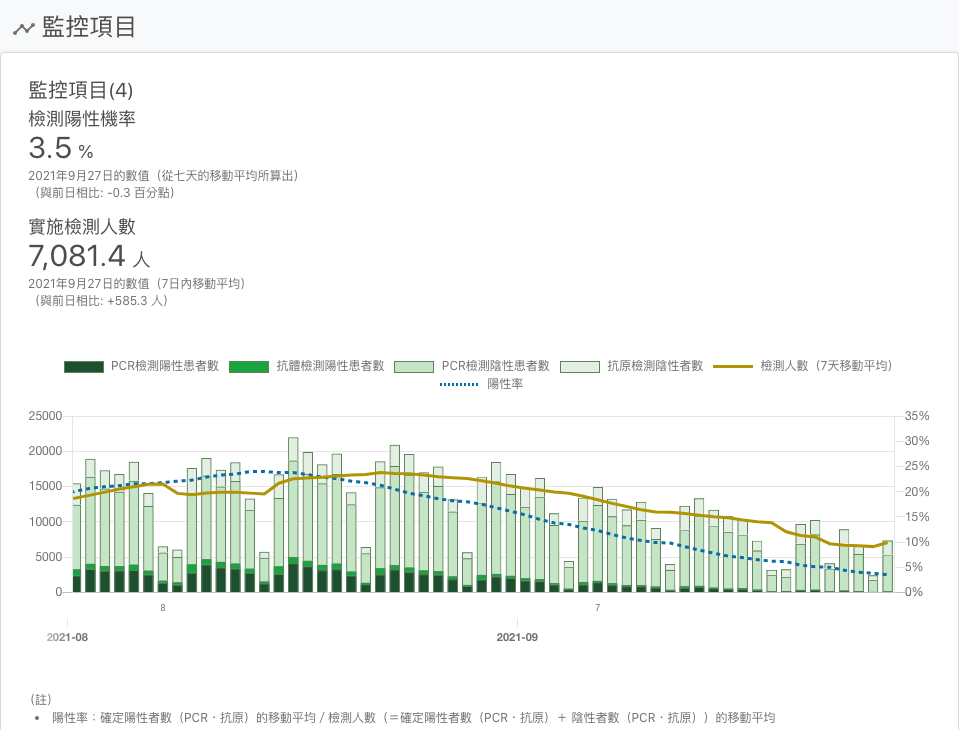 監控項目
監控項目(4)
檢測陽性機率
3.5 %
2021年9月27日的數值（從七天的移動平均所算出）
（與前日相比: -0.3 百分點）
實施檢測人數
7,081.4 人
2021年9月27日的數值（7日內移動平均）
（與前日相比: +585.3 人）
PCR檢測陽性患者數 抗體檢測陽性患者數 PCR檢測陰性患者數 抗原檢測陰性者數 檢測人數（7天移動平均）
陽性率
25000 35%
30%
20000
25%
15000 20%
15%
10000
10%
5000
5%
0 0%
8 7
2021-08 2021-09
（註）
• 陽性率：確定陽性者數（PCR・抗原）的移動平均 / 檢測人數（＝確定陽性者數（PCR・抗原）＋ 陰性者數（PCR・抗原））的移動平均